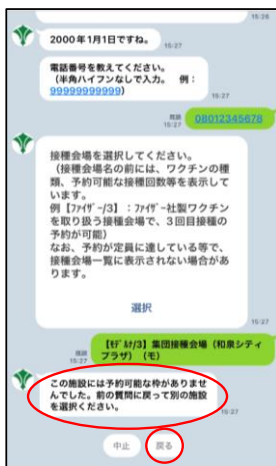 15:26
2000年1月1日ですね。
15:27
電話番号を教えてください。
(半角ハイフンなしで入力。 例：
99999999999)
15:27
既読
15:27
08012345678
接種会場を選択してください。
(接種会場名の前には、ワクチンの種
類、予約可能な接種回数等を表示して
います。
例【ﾌｧｲｻﾞｰ/3】：ﾌｧｲｻﾞｰ社製ワクチン
を取り扱う接種会場で、３回目接種の
予約が可能)
なお、予約が定員に達している等で、
接種会場一覧に表示されない場合があ
ります。
選択
15:27
既読
15:27
【ﾓﾃﾞﾙﾅ/3】集団接種会場（和泉シティ
プラザ）（モ）
この施設には予約可能な枠がありませ
んでした。前の質問に戻って別の施設
を選択ください。
15:27
中止
戻る